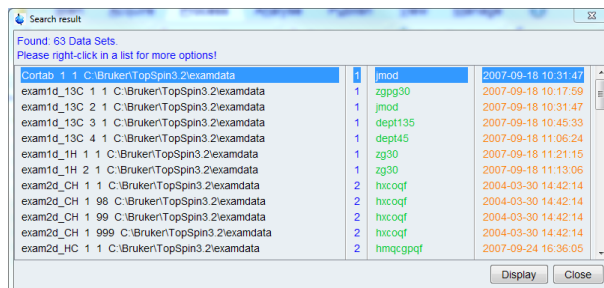 Search result
Found: 63 Data Sets.
Please right-click in a list for more options!
Cortab 1 1 C:\Bruker\TopSpin3.2\examdata 1 jmod 2007-09-18 10:31:47
exam1d_13C 1 1 C:\Bruker\TopSpin3.2\examdata 1 zgpg30 2007-09-18 10:17:59
exam1d_13C 2 1 C:\Bruker\TopSpin3.2\examdata 1 jmod 2007-09-18 10:31:47
exam1d_13C 3 1 C:\Bruker\TopSpin3.2\examdata 1 dept135 2007-09-18 10:45:33
exam1d_13C 4 1 C:\Bruker\TopSpin3.2\examdata 1 dept45 2007-09-18 11:06:24
exam1d_1H 1 1 C:\Bruker\TopSpin3.2\examdata 1 zg30 2007-09-18 11:21:15
exam1d_1H 2 1 C:\Bruker\TopSpin3.2\examdata 1 zg30 2007-09-18 11:13:06
exam2d_CH 1 1 C:\Bruker\TopSpin3.2\examdata 2 hxcoqf 2004-03-30 14:42:14
exam2d_CH 1 98 C:\Bruker\TopSpin3.2\examdata 2 hxcoqf 2004-03-30 14:42:14
exam2d_CH 1 99 C:\Bruker\TopSpin3.2\examdata 2 hxcoqf 2004-03-30 14:42:14
exam2d_CH 1 999 C:\Bruker\TopSpin3.2\examdata 2 hxcoqf 2004-03-30 14:42:14
exam2d_HC 1 1 C:\Bruker\TopSpin3.2\examdata 2 hmqcgpqf 2007-09-24 16:36:05
Display Close